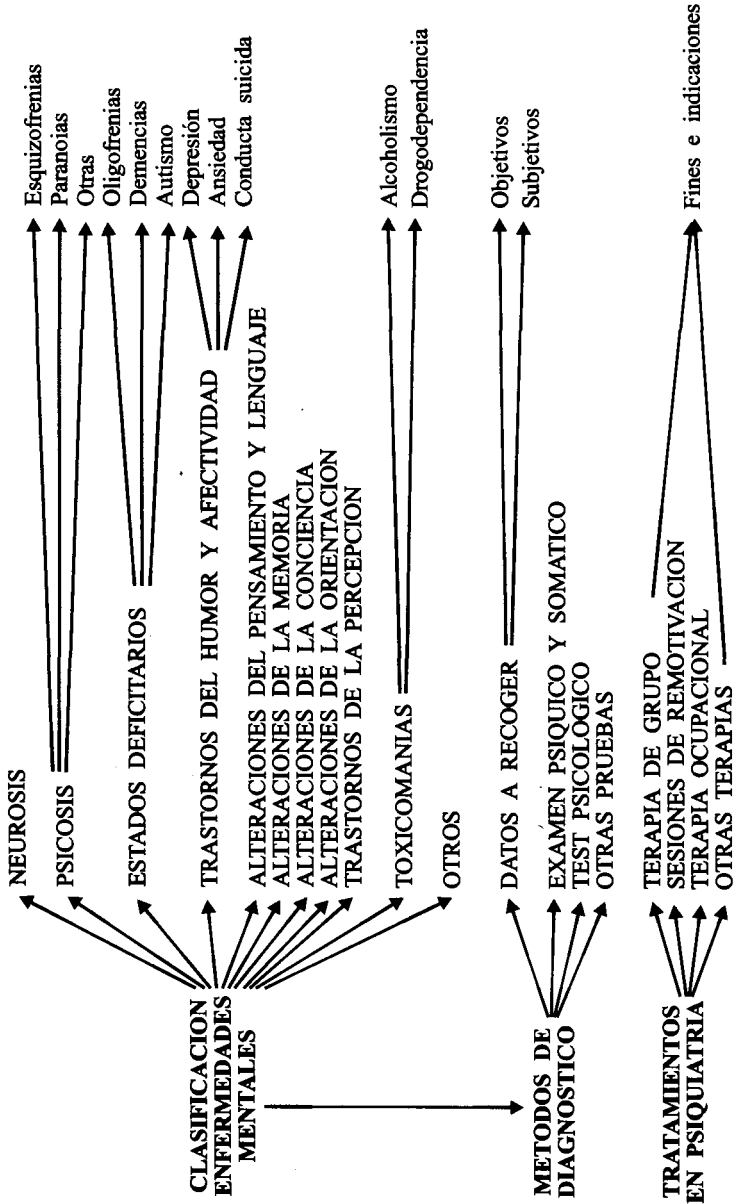 CLASIFICACION
ENFERMEDADES
MENTALES
NEUROSIS
PSICOSIS
Esquizofrenias
Paranoias
Otras
ESTADOS DEFICITARIOS
Oligofrenias
Demencias
Autismo
TRASTORNOS DEL HUMOR Y AFECTIVIDAD
Depresión
Ansiedad
Conducta suicida
ALTERACIONES DEL PENSAMIENTO Y LENGUAJE
ALTERACIONES DE LA MEMORIA
ALTERACIONES DE LA CONCIENCIA
ALTERACIONES DE LA ORIENTACION
TRASTORNOS DE LA PERCEPCION
TOXICOMANIAS
Alcoholismo
Drogodependencia
OTROS
METODOS DE
DIAGNOSTICO
DATOS A RECOGER
Objetivos
Subjetivos
EXAMEN PSIQUICO Y SOMATICO
TEST PSICOLOGICO
OTRAS PRUEBAS
TRATAMIENTOS
EN PSIQUIATRIA
TERAPIA DE GRUPO
SESIONES DE REMOTIVACION
TERAPIA OCUPACIONAL
OTRAS TERAPIAS
Fines e indicaciones